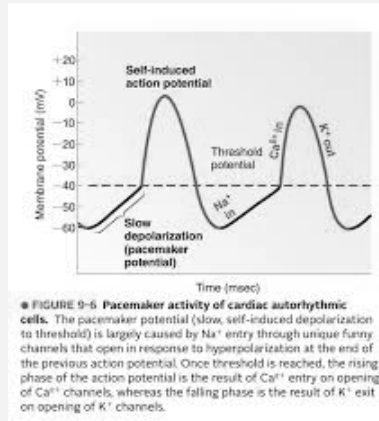 +20
+10
0
−10
−20
−30
−40
−50
−60
Membrane potential (mV)
Self-induced
action potential
Threshold
potential
Ca²⁺ in
K⁺ out
Na⁺
in
Slow
depolarization
(pacemaker
potential)
Time (msec)
● FIGURE 9-6 Pacemaker activity of cardiac autorhythmic
cells. The pacemaker potential (slow, self-induced depolarization
to threshold) is largely caused by Na⁺ entry through unique funny
channels that open in response to hyperpolarization at the end of
the previous action potential. Once threshold is reached, the rising
phase of the action potential is the result of Ca²⁺ entry on opening
of Ca²⁺ channels, whereas the falling phase is the result of K⁺ exit
on opening of K⁺ channels.